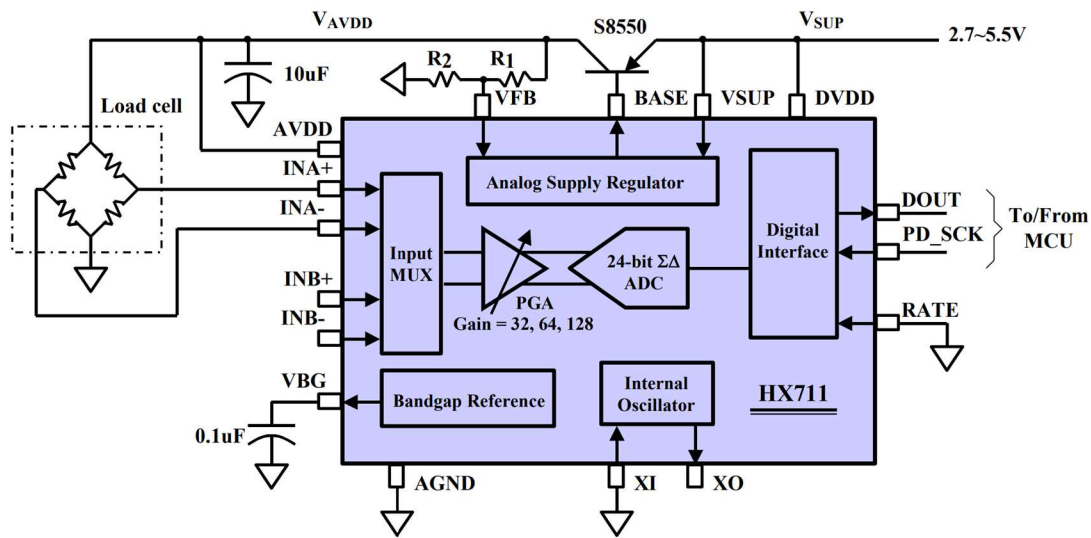 V_AVDD
S8550
V_SUP
2.7~5.5V
R2
R1
10uF
VFB
BASE
VSUP
DVDD
Load cell
AVDD
INA+
INA-
INB+
INB-
VBG
0.1uF
Analog Supply Regulator
Input
MUX
PGA
Gain = 32, 64, 128
24-bit ΣΔ
ADC
Digital
Interface
DOUT
PD_SCK
To/From
MCU
RATE
Bandgap Reference
Internal
Oscillator
HX711
AGND
XI
XO